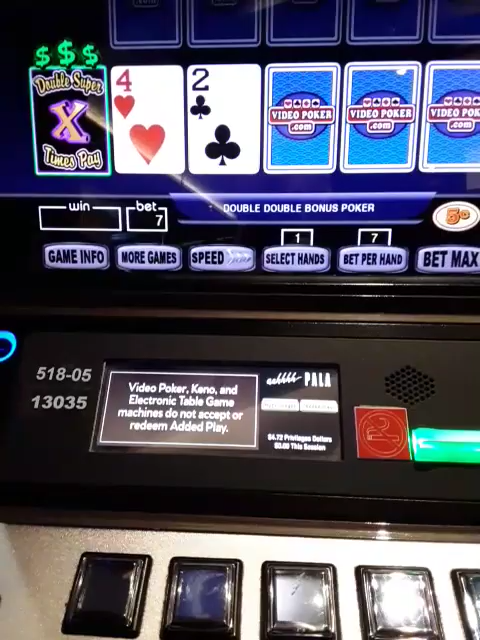 $ $ $
Double Super
X
Times Pay
4
2
VIDEO POKER
.com
VIDEO POKER
.com
VIDEO POKER
.com
win
bet
7
DOUBLE DOUBLE BONUS POKER
5¢
1
7
GAME INFO
MORE GAMES
SPEED
SELECT HANDS
BET PER HAND
BET MAX
518-05
13035
Video Poker, Keno, and
Electronic Table Game
machines do not accept or
redeem Added Play.
PALA
$4.72 Privileges Dollars
$0.00 This Session
2